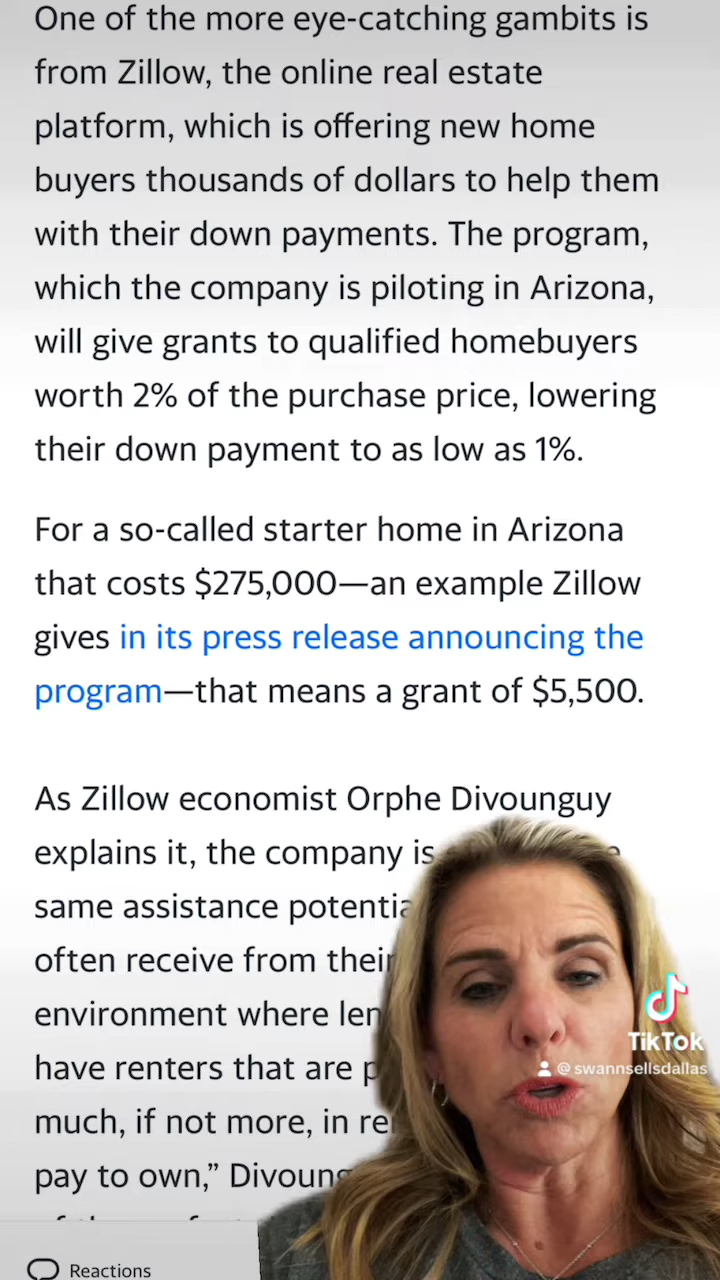 One of the more eye-catching gambits is
from Zillow, the online real estate
platform, which is offering new home
buyers thousands of dollars to help them
with their down payments. The program,
which the company is piloting in Arizona,
will give grants to qualified homebuyers
worth 2% of the purchase price, lowering
their down payment to as low as 1%.
For a so-called starter home in Arizona
that costs $275,000—an example Zillow
gives in its press release announcing the
program—that means a grant of $5,500.
As Zillow economist Orphe Divounguy
explains it, the company is
same assistance
often receive from
environment where
have renters that are
much, if not more, in
pay to own,”
TikTok
@swannsellsdallas
Reactions